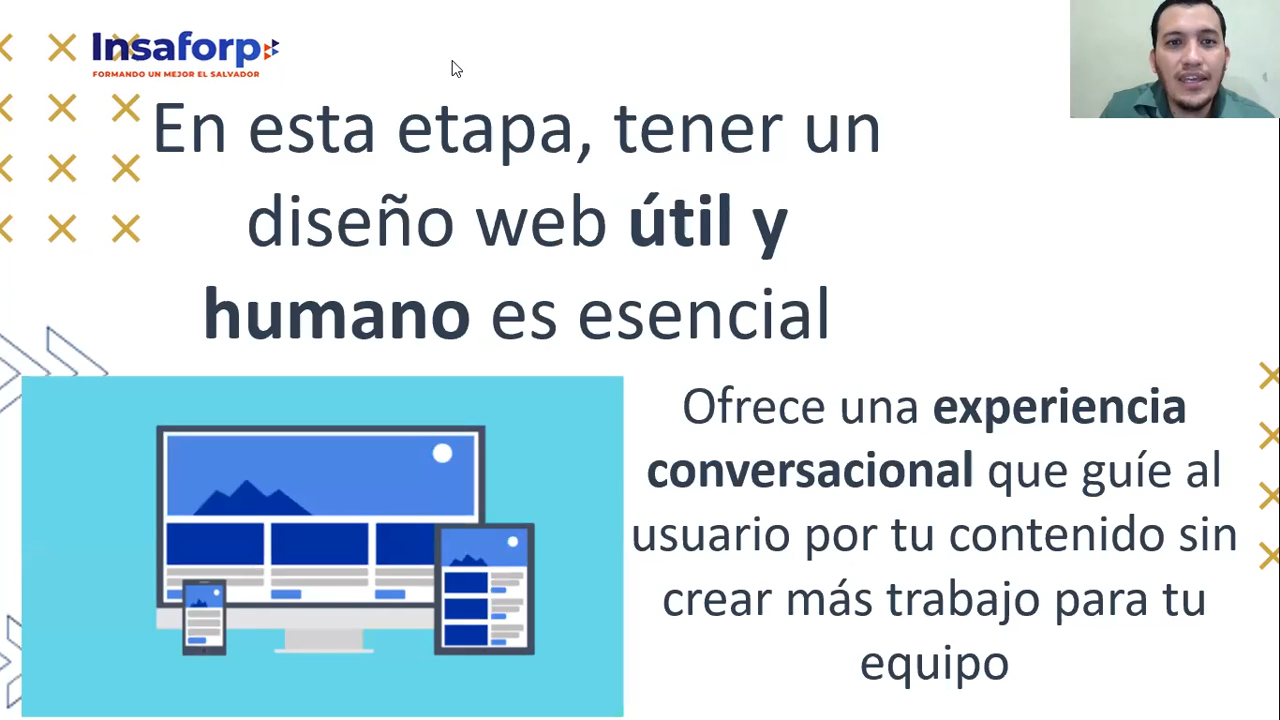 Insaforp
FORMANDO UN MEJOR EL SALVADOR
En esta etapa, tener un
diseño web útil y
humano es esencial
Ofrece una experiencia
conversacional que guíe al
usuario por tu contenido sin
crear más trabajo para tu
equipo